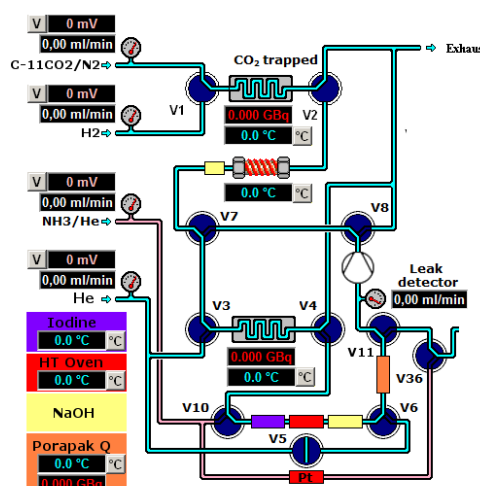 V 0 mV
0,00 ml/min
C-11CO2/N2
CO₂ trapped
Exhaus
V 0 mV
0,00 ml/min
H2
V1
V2
0.000 GBq
0.0 °C °C
0.0 °C °C
V 0 mV
0,00 ml/min
NH3/He
V7
V8
V 0 mV
0,00 ml/min
He
Leak
detector
0,00 ml/min
V3
V4
Iodine
0.0 °C °C
0.000 GBq
0.0 °C °C
V11
V36
HT Oven
0.0 °C °C
NaOH
V10
V5
V6
Porapak Q
0.0 °C °C
0.000 GBq
Pt